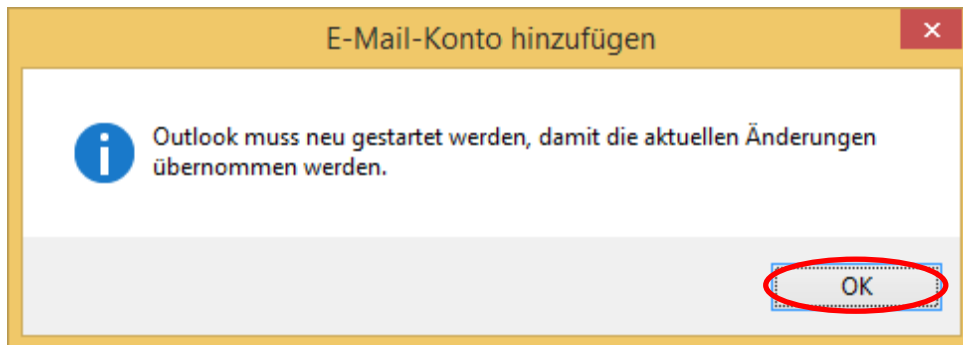 E-Mail-Konto hinzufügen
Outlook muss neu gestartet werden, damit die aktuellen Änderungen
übernommen werden.
OK